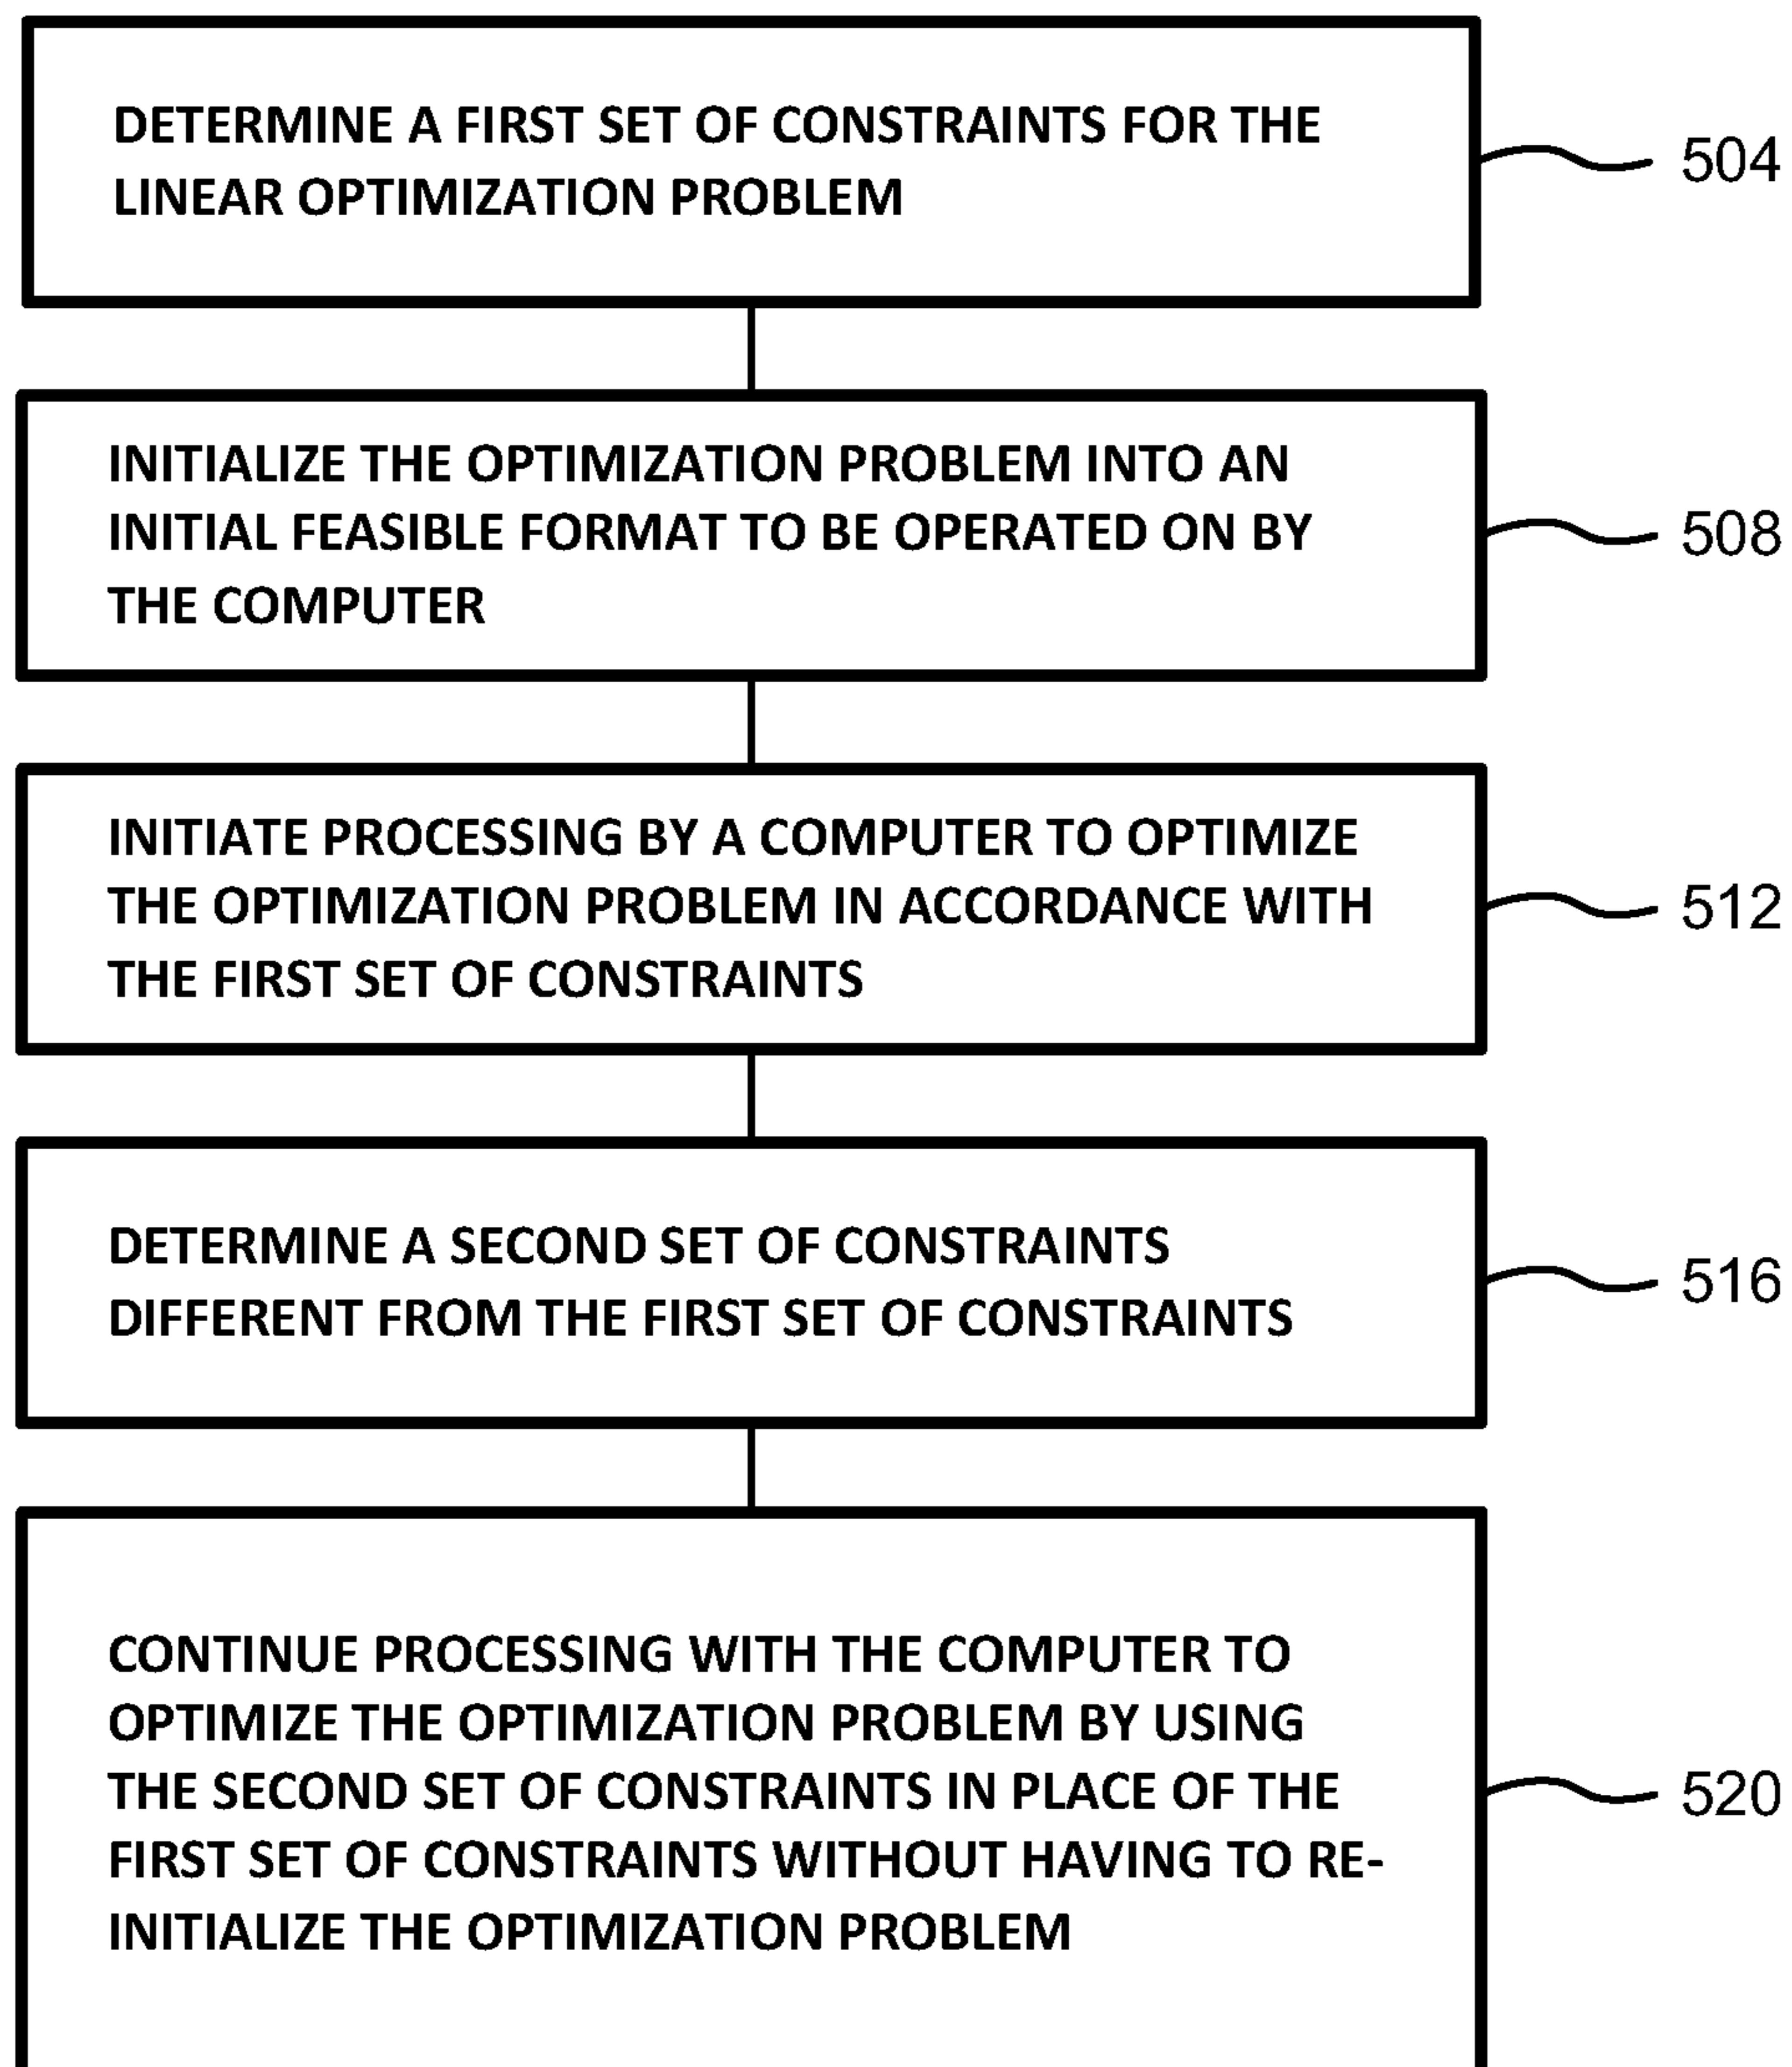 DETERMINE A FIRST SET OF CONSTRAINTS FOR THE
LINEAR OPTIMIZATION PROBLEM
504
INITIALIZE THE OPTIMIZATION PROBLEM INTO AN
INITIAL FEASIBLE FORMAT TO BE OPERATED ON BY
THE COMPUTER
508
INITIATE PROCESSING BY A COMPUTER TO OPTIMIZE
THE OPTIMIZATION PROBLEM IN ACCORDANCE WITH
THE FIRST SET OF CONSTRAINTS
512
DETERMINE A SECOND SET OF CONSTRAINTS
DIFFERENT FROM THE FIRST SET OF CONSTRAINTS
516
CONTINUE PROCESSING WITH THE COMPUTER TO
OPTIMIZE THE OPTIMIZATION PROBLEM BY USING
THE SECOND SET OF CONSTRAINTS IN PLACE OF THE
FIRST SET OF CONSTRAINTS WITHOUT HAVING TO RE-
INITIALIZE THE OPTIMIZATION PROBLEM
520